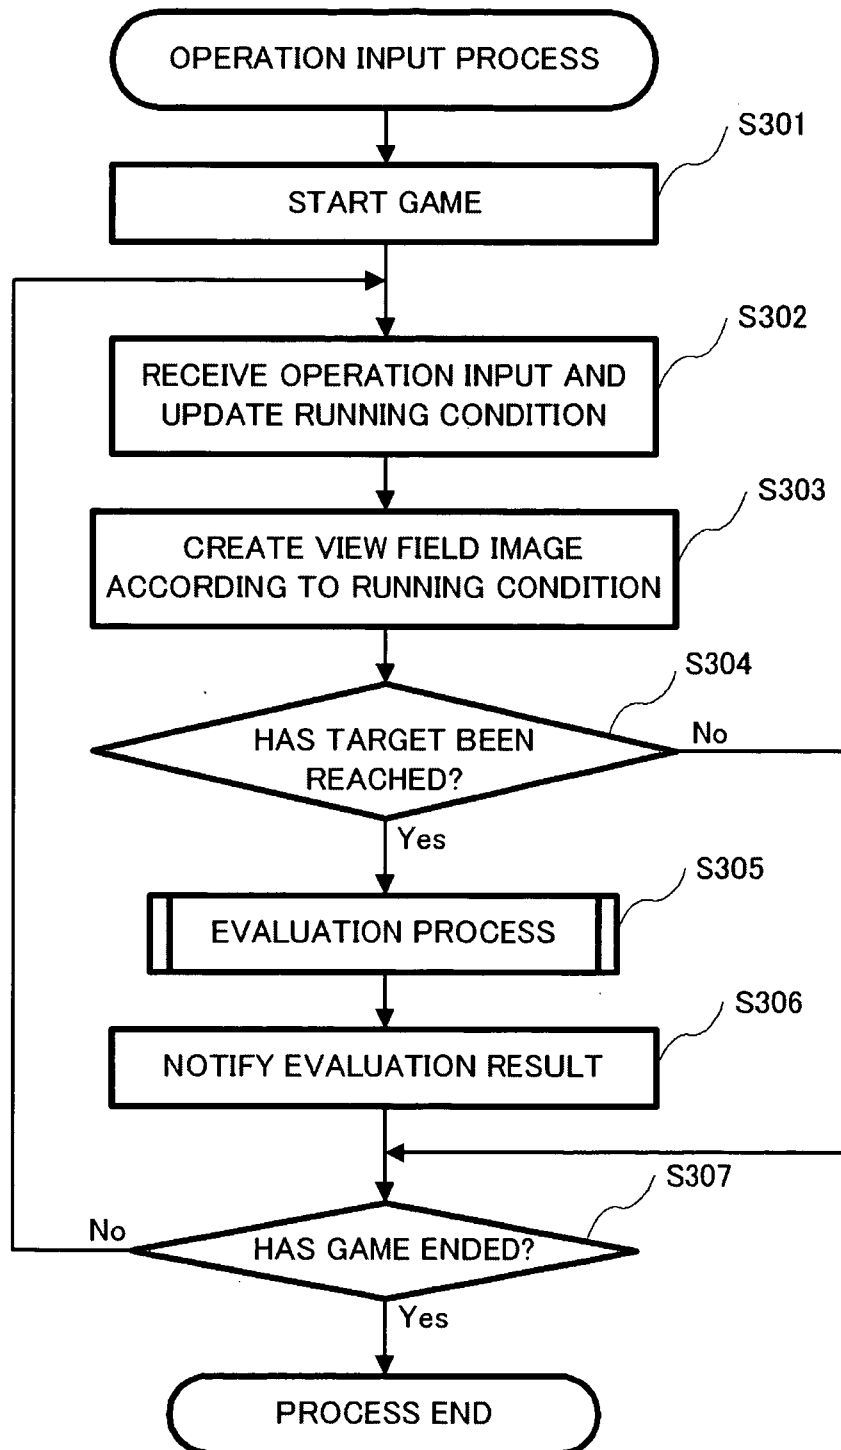 OPERATION INPUT PROCESS
S301
START GAME
S302
RECEIVE OPERATION INPUT AND
UPDATE RUNNING CONDITION
S303
CREATE VIEW FIELD IMAGE
ACCORDING TO RUNNING CONDITION
S304
HAS TARGET BEEN
REACHED?
No
Yes
S305
EVALUATION PROCESS
S306
NOTIFY EVALUATION RESULT
S307
No
HAS GAME ENDED?
Yes
PROCESS END